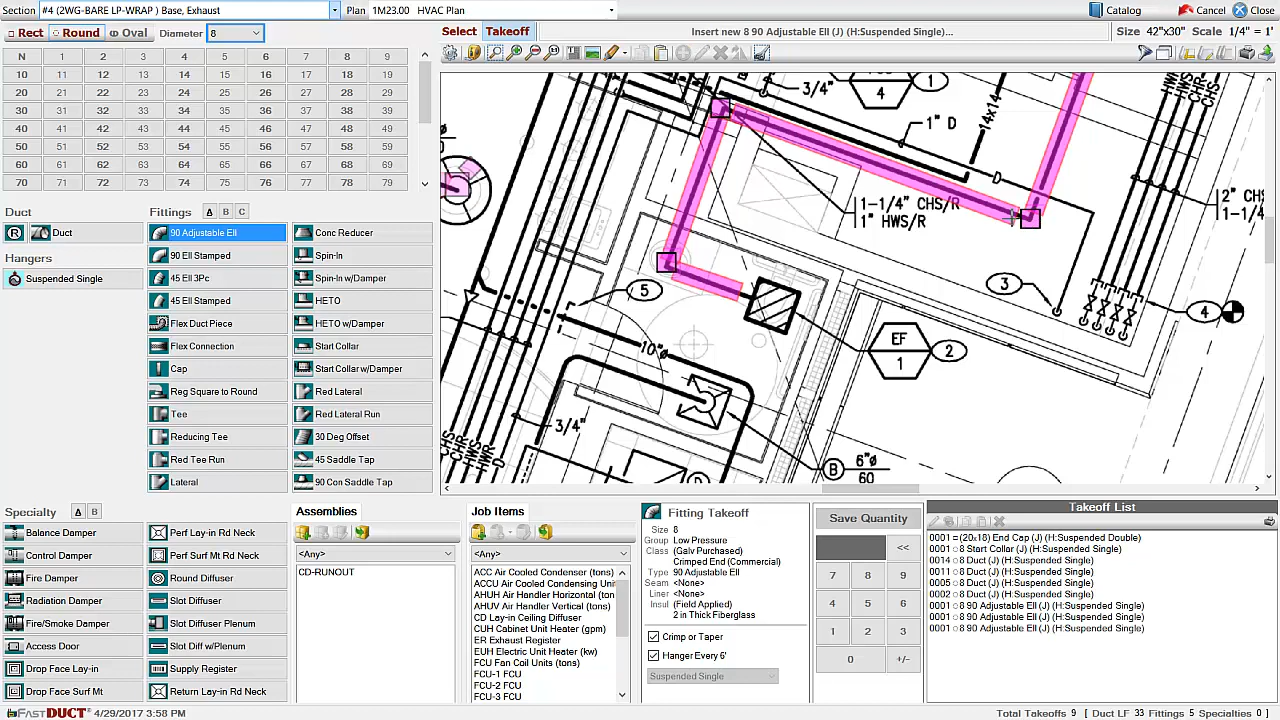 Section #4 (2WG-BARE LP-WRAP ) Base, Exhaust Plan 1M23.00 HVAC Plan Catalog Cancel Close
Rect Round Oval Diameter 8 Select Takeoff Insert new 8 90 Adjustable Ell (J) (H:Suspended Single)... Size 42"x30" Scale 1/4" = 1'
N 1 2 3 4 5 6 7 8 9
10 11 12 13 14 15 16 17 18 19
20 21 22 23 24 25 26 27 28 29
30 31 32 33 34 35 36 37 38 39
40 41 42 43 44 45 46 47 48 49
50 51 52 53 54 55 56 57 58 59
60 61 62 63 64 65 66 67 68 69
70 71 72 73 74 75 76 77 78 79
Duct Fittings A B C
R Duct 90 Adjustable Ell Conc Reducer
Hangers 90 Ell Stamped Spin-In
Suspended Single 45 Ell 3Pc Spin-In w/Damper
45 Ell Stamped HETO
Flex Duct Piece HETO w/Damper
Flex Connection Start Collar
Cap Start Collar w/Damper
Reg Square to Round Red Lateral
Tee Red Lateral Run
Reducing Tee 30 Deg Offset
Red Tee Run 45 Saddle Tap
Lateral 90 Con Saddle Tap
3/4"
4
1
14x14
1" D
D
1-1/4" CHS/R
1" HWS/R
HWS
HWR
CHR
CHS
2" CHS
1-1/4
3
4
5
EF
1
2
10"ø
3/4"
CHS
CHR
HWS
HWR
D
B
6"ø
60
Specialty A B
Balance Damper Perf Lay-in Rd Neck
Control Damper Perf Surf Mt Rd Neck
Fire Damper Round Diffuser
Radiation Damper Slot Diffuser
Fire/Smoke Damper Slot Diffuser Plenum
Access Door Slot Diff w/Plenum
Drop Face Lay-in Supply Register
Drop Face Surf Mt Return Lay-in Rd Neck
Assemblies
<Any>
CD-RUNOUT
Job Items
<Any>
ACC Air Cooled Condenser (tons)
ACCU Air Cooled Condensing Unit
AHUH Air Handler Horizontal (ton
AHUV Air Handler Vertical (tons)
CD Lay-in Ceiling Diffuser
CUH Cabinet Unit Heater (gpm)
ER Exhaust Register
EUH Electric Unit Heater (kw)
FCU Fan Coil Units (tons)
FCU-1 FCU
FCU-2 FCU
FCU-3 FCU
Fitting Takeoff
Size 8
Group Low Pressure
Class (Galv Purchased)
Crimped End (Commercial)
Type 90 Adjustable Ell
Seam <None>
Liner <None>
Insul (Field Applied)
2 in Thick Fiberglass
Crimp or Taper
Hanger Every 6'
Suspended Single
Save Quantity
<<
7 8 9
4 5 6
1 2 3
0 +/-
Takeoff List
0001 = (20x18) End Cap (J) (H:Suspended Double)
0001 ○ 8 Start Collar (J) (H:Suspended Single)
0014 ○ 8 Duct (J) (H:Suspended Single)
0011 ○ 8 Duct (J) (H:Suspended Single)
0005 ○ 8 Duct (J) (H:Suspended Single)
0002 ○ 8 Duct (J) (H:Suspended Single)
0001 ○ 8 90 Adjustable Ell (J) (H:Suspended Single)
0001 ○ 8 90 Adjustable Ell (J) (H:Suspended Single)
0001 ○ 8 90 Adjustable Ell (J) (H:Suspended Single)
FASTDUCT 4/29/2017 3:58 PM Total Takeoffs 9 [ Duct LF 33 Fittings 5 Specialties 0 ]